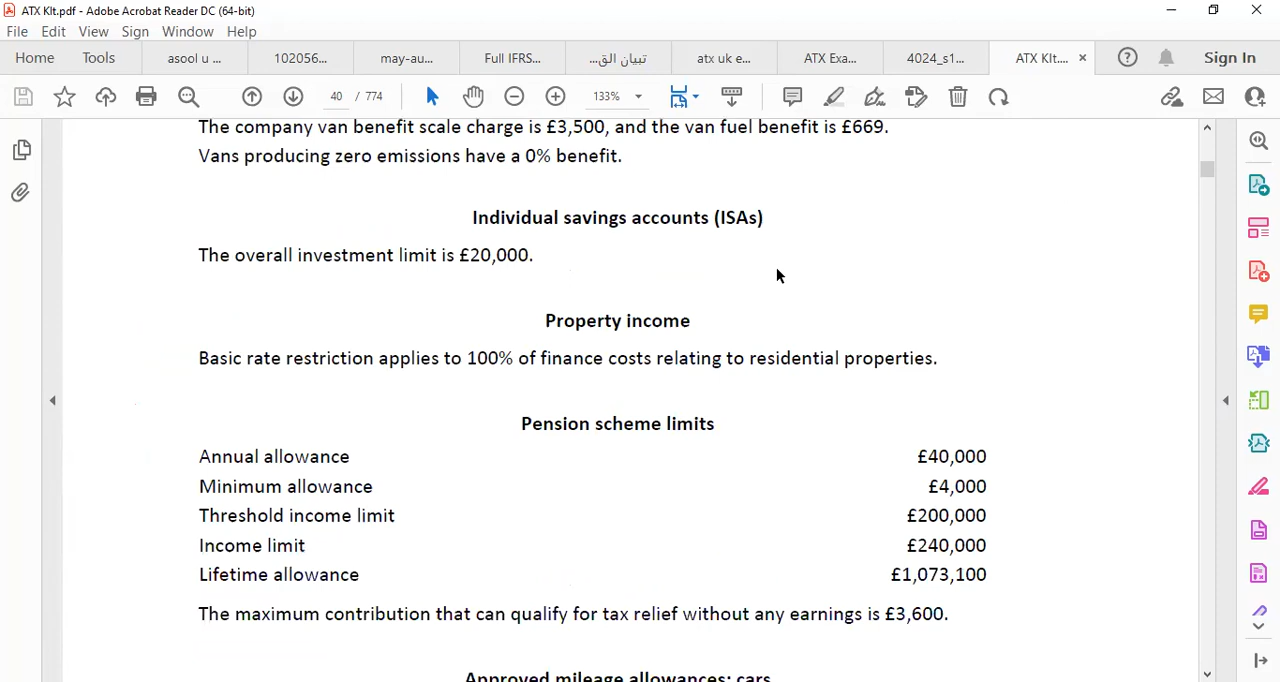 ATX KIt.pdf - Adobe Acrobat Reader DC (64-bit)
File Edit View Sign Window Help
Home Tools asool u ... 102056... may-au... Full IFRS... تبيان الق... atx uk e... ATX Exa... 4024_s1... ATX KIt.... Sign In
40 / 774 133%
The company van benefit scale charge is £3,500, and the van fuel benefit is £669.
Vans producing zero emissions have a 0% benefit.
Individual savings accounts (ISAs)
The overall investment limit is £20,000.
Property income
Basic rate restriction applies to 100% of finance costs relating to residential properties.
Pension scheme limits
Annual allowance £40,000
Minimum allowance £4,000
Threshold income limit £200,000
Income limit £240,000
Lifetime allowance £1,073,100
The maximum contribution that can qualify for tax relief without any earnings is £3,600.
Approved mileage allowances: cars